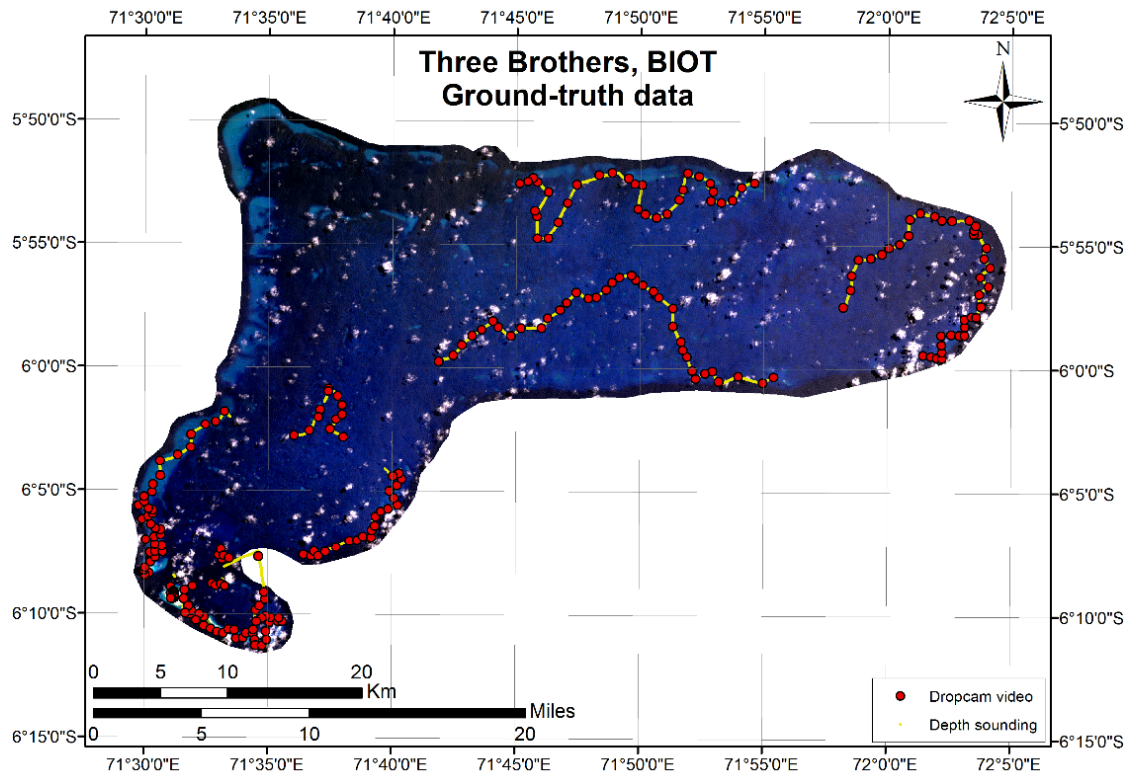 71°30'0"E 71°35'0"E 71°40'0"E 71°45'0"E 71°50'0"E 71°55'0"E 72°0'0"E 72°5'0"E
Three Brothers, BIOT
Ground-truth data
N
5°50'0"S 5°50'0"S
5°55'0"S 5°55'0"S
6°0'0"S 6°0'0"S
6°5'0"S 6°5'0"S
6°10'0"S 6°10'0"S
0 5 10 20
Km
Miles
0 5 10 20
Dropcam video
Depth sounding
6°15'0"S 6°15'0"S
71°30'0"E 71°35'0"E 71°40'0"E 71°45'0"E 71°50'0"E 71°55'0"E 72°0'0"E 72°5'0"E